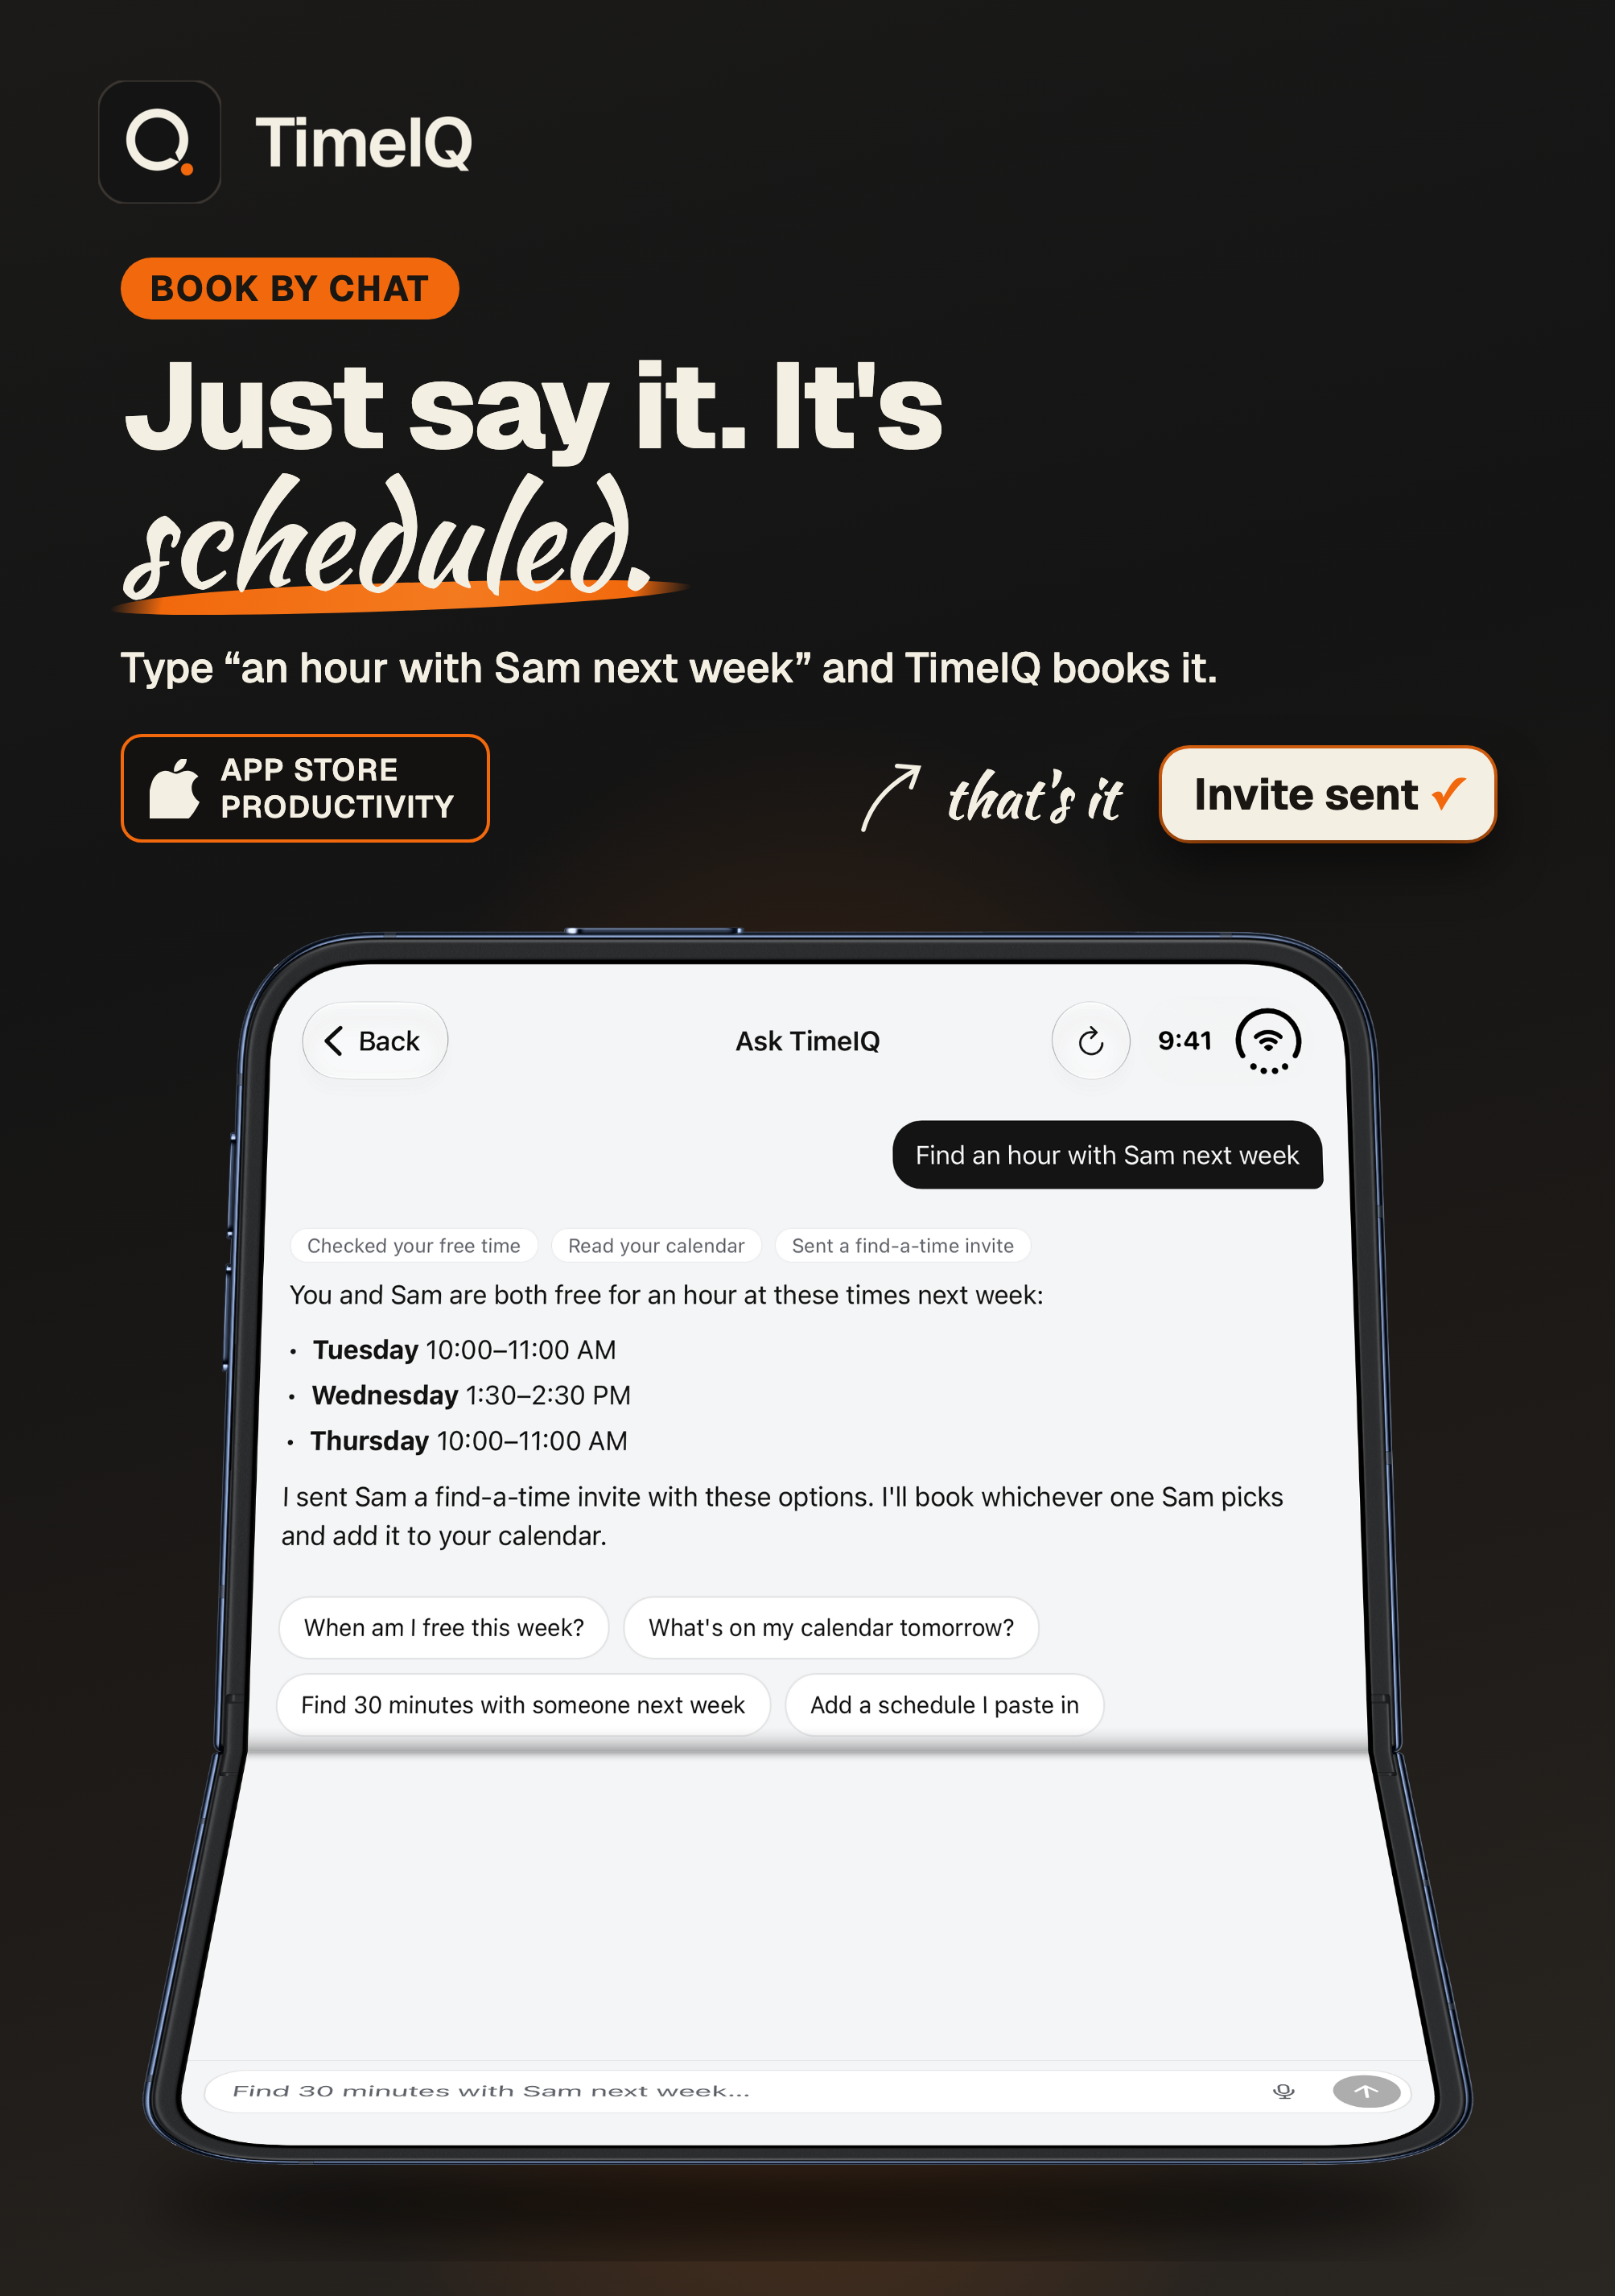 TimeIQ
BOOK BY CHAT
Just say it. It's
scheduled.
Type “an hour with Sam next week” and TimeIQ books it.
APP STORE
PRODUCTIVITY
that's it
Invite sent ✓
Back
Ask TimeIQ
9:41
Find an hour with Sam next week
Checked your free time
Read your calendar
Sent a find-a-time invite
You and Sam are both free for an hour at these times next week:
• Tuesday 10:00–11:00 AM
• Wednesday 1:30–2:30 PM
• Thursday 10:00–11:00 AM
I sent Sam a find-a-time invite with these options. I'll book whichever one Sam picks
and add it to your calendar.
When am I free this week?
What's on my calendar tomorrow?
Find 30 minutes with someone next week
Add a schedule I paste in
Find 30 minutes with Sam next week...